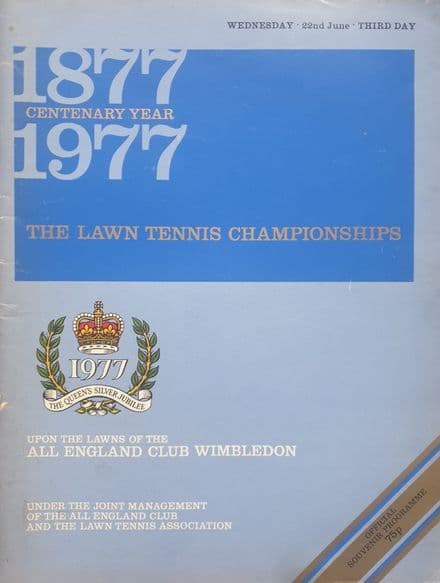 WEDNESDAY · 22nd June · THIRD DAY
1877
CENTENARY YEAR
1977
THE LAWN TENNIS CHAMPIONSHIPS
1977
THE QUEEN'S SILVER JUBILEE
UPON THE LAWNS OF THE
ALL ENGLAND CLUB WIMBLEDON
UNDER THE JOINT MANAGEMENT
OF THE ALL ENGLAND CLUB
AND THE LAWN TENNIS ASSOCIATION
OFFICIAL
SOUVENIR PROGRAMME
75p